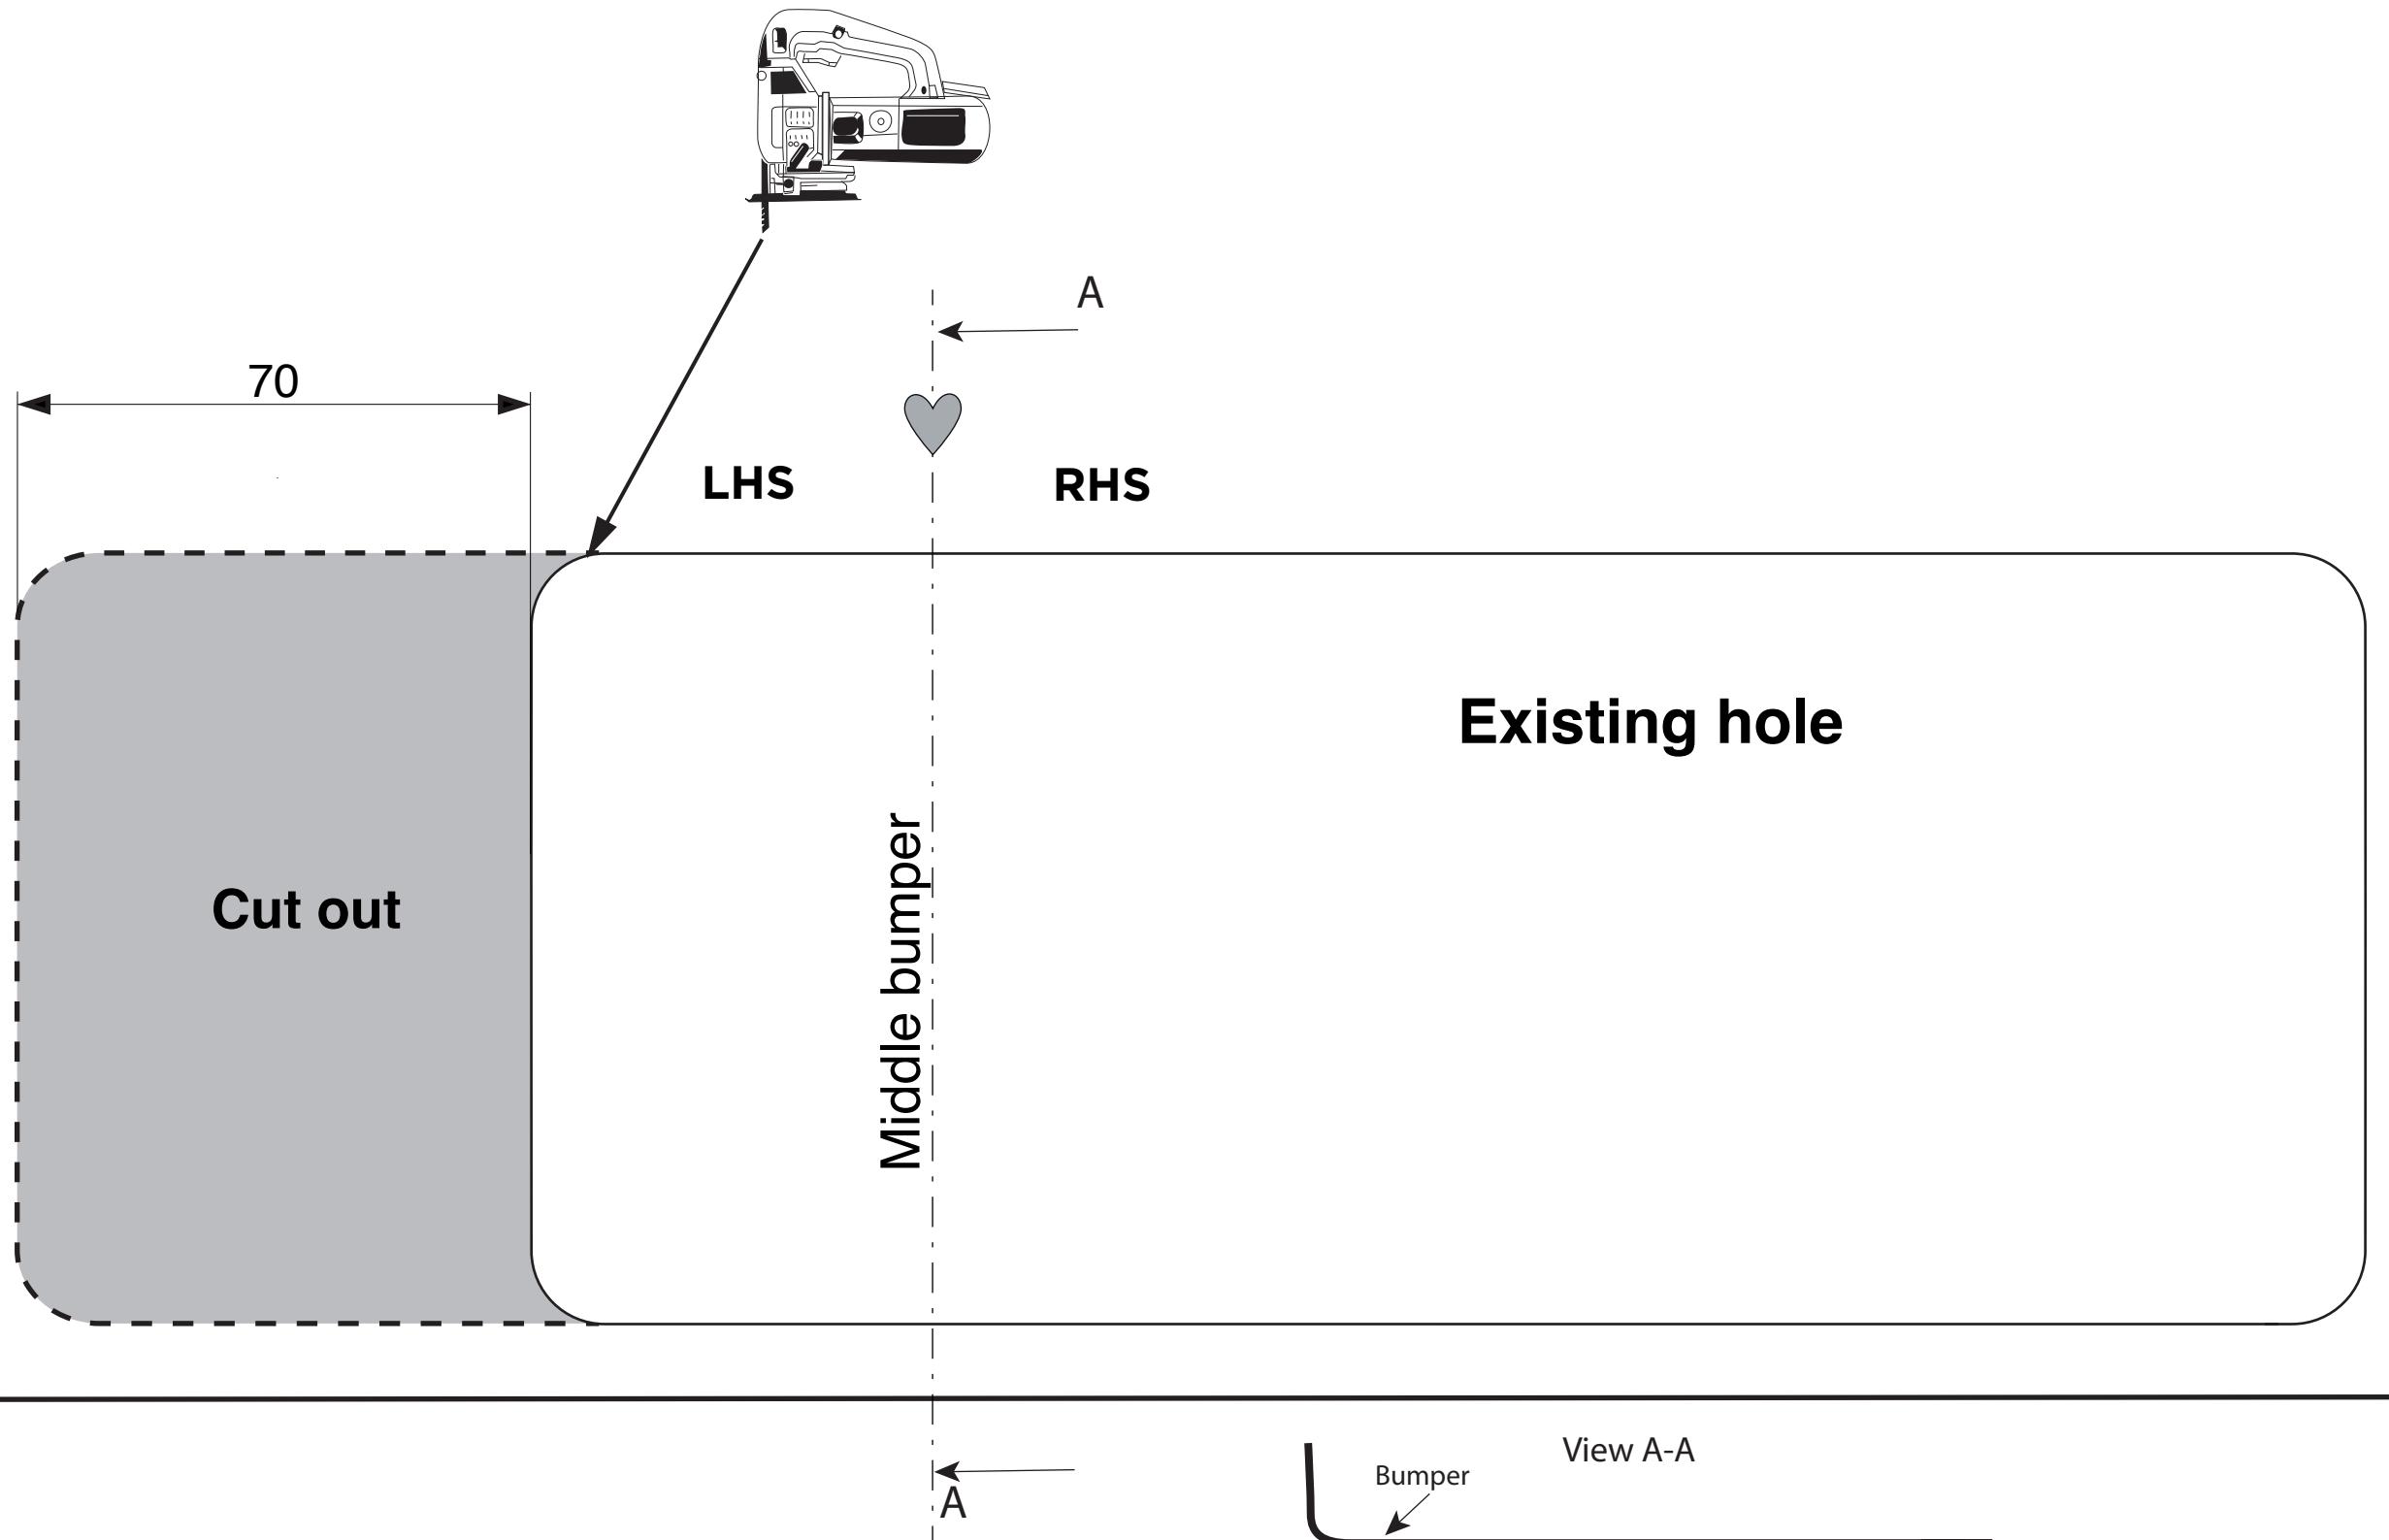 A
70
LHS
RHS
Existing hole
Cut out
Middle bumper
View A-A
Bumper
A